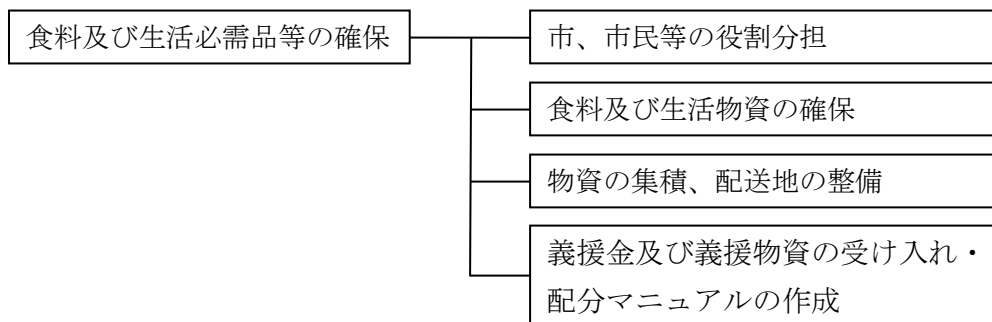 食料及び生活必需品等の確保
市、市民等の役割分担
食料及び生活物資の確保
物資の集積、配送地の整備
義援金及び義援物資の受け入れ・
配分マニュアルの作成